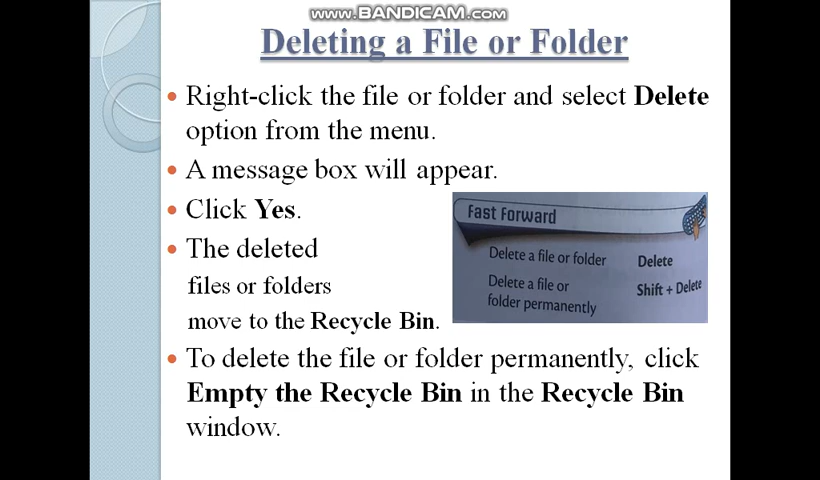 www.BANDICAM.com
Deleting a File or Folder
• Right-click the file or folder and select Delete
option from the menu.
• A message box will appear.
• Click Yes.
• The deleted
files or folders
move to the Recycle Bin.
Fast Forward
Delete a file or folder Delete
Delete a file or
folder permanently Shift + Delete
• To delete the file or folder permanently, click
Empty the Recycle Bin in the Recycle Bin
window.